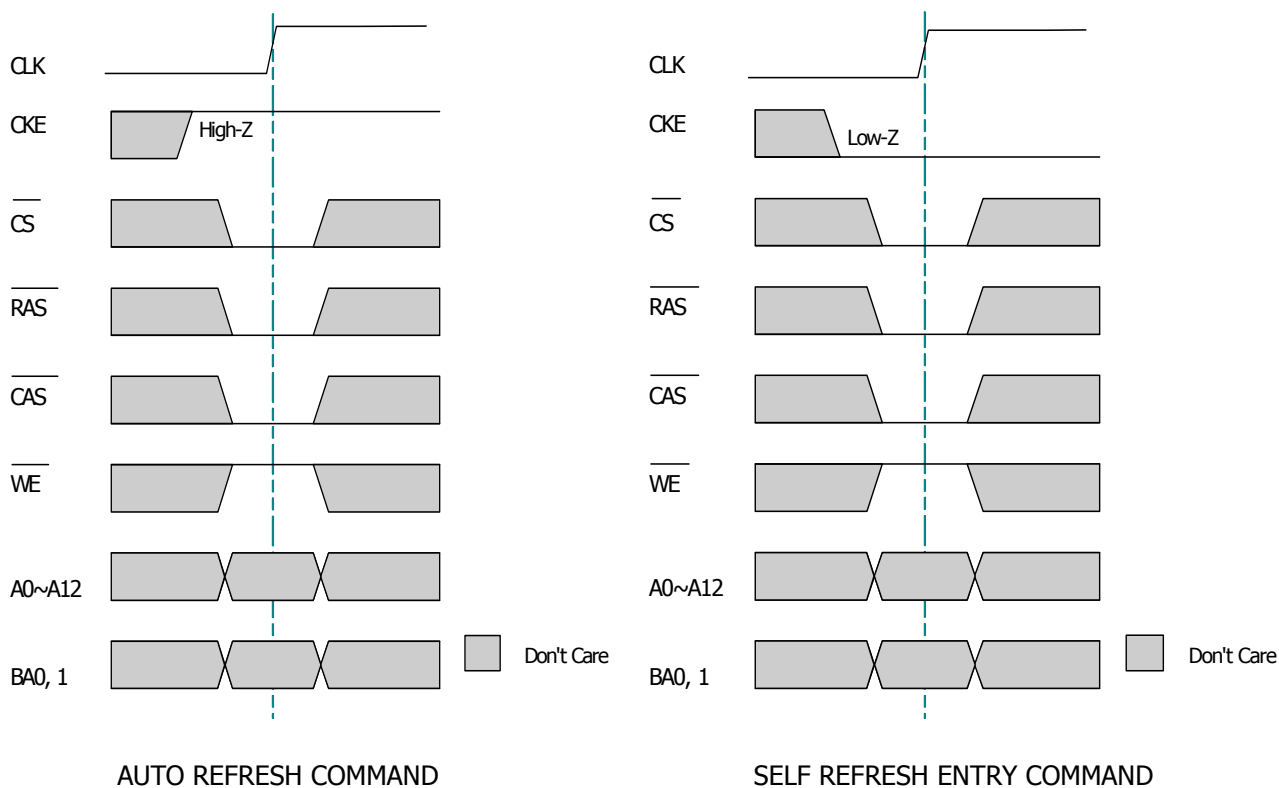 CLK
CKE
High-Z
CS
RAS
CAS
WE
A0~A12
BA0, 1
Don't Care
AUTO REFRESH COMMAND
CLK
CKE
Low-Z
CS
RAS
CAS
WE
A0~A12
BA0, 1
Don't Care
SELF REFRESH ENTRY COMMAND